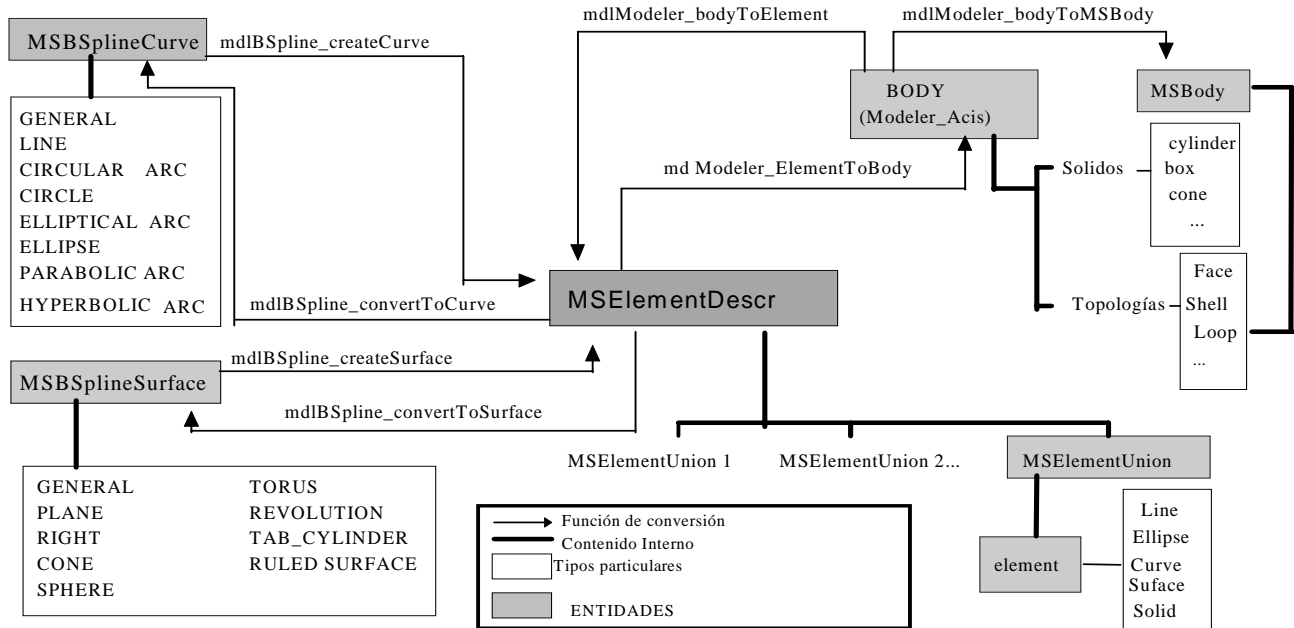 mdlModeler_bodyToElement
mdlModeler_bodyToMSBody
MSBSplineCurve
mdlBSpline_createCurve
BODY
(Modeler_Acis)
MSBody
GENERAL
LINE
CIRCULAR ARC
CIRCLE
ELLIPTICAL ARC
ELLIPSE
PARABOLIC ARC
HYPERBOLIC ARC
md Modeler_ElementToBody
Solidos
cylinder
box
cone
...
Topologías
Face
Shell
Loop
...
MSElementDescr
mdlBSpline_convertToCurve
mdlBSpline_createSurface
MSBSplineSurface
mdlBSpline_convertToSurface
MSElementUnion 1
MSElementUnion 2...
MSElementUnion
GENERAL
PLANE
RIGHT
CONE
SPHERE
TORUS
REVOLUTION
TAB_CYLINDER
RULED SURFACE
Función de conversión
Contenido Interno
Tipos particulares
ENTIDADES
element
Line
Ellipse
Curve
Suface
Solid